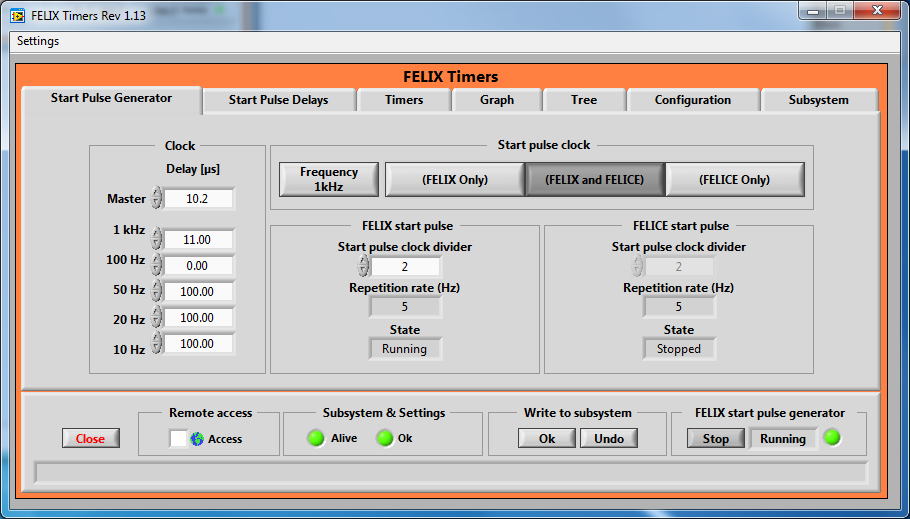 FELIX Timers Rev 1.13
Settings
FELIX Timers
Start Pulse Generator
Start Pulse Delays
Timers
Graph
Tree
Configuration
Subsystem
Clock
Delay [µs]
Master 10.2
1 kHz 11.00
100 Hz 0.00
50 Hz 100.00
20 Hz 100.00
10 Hz 100.00
Start pulse clock
Frequency
1kHz
(FELIX Only)
(FELIX and FELICE)
(FELICE Only)
FELIX start pulse
Start pulse clock divider
2
Repetition rate (Hz)
5
State
Running
FELICE start pulse
Start pulse clock divider
2
Repetition rate (Hz)
5
State
Stopped
Close
Remote access
Access
Subsystem & Settings
Alive
Ok
Write to subsystem
Ok
Undo
FELIX start pulse generator
Stop
Running